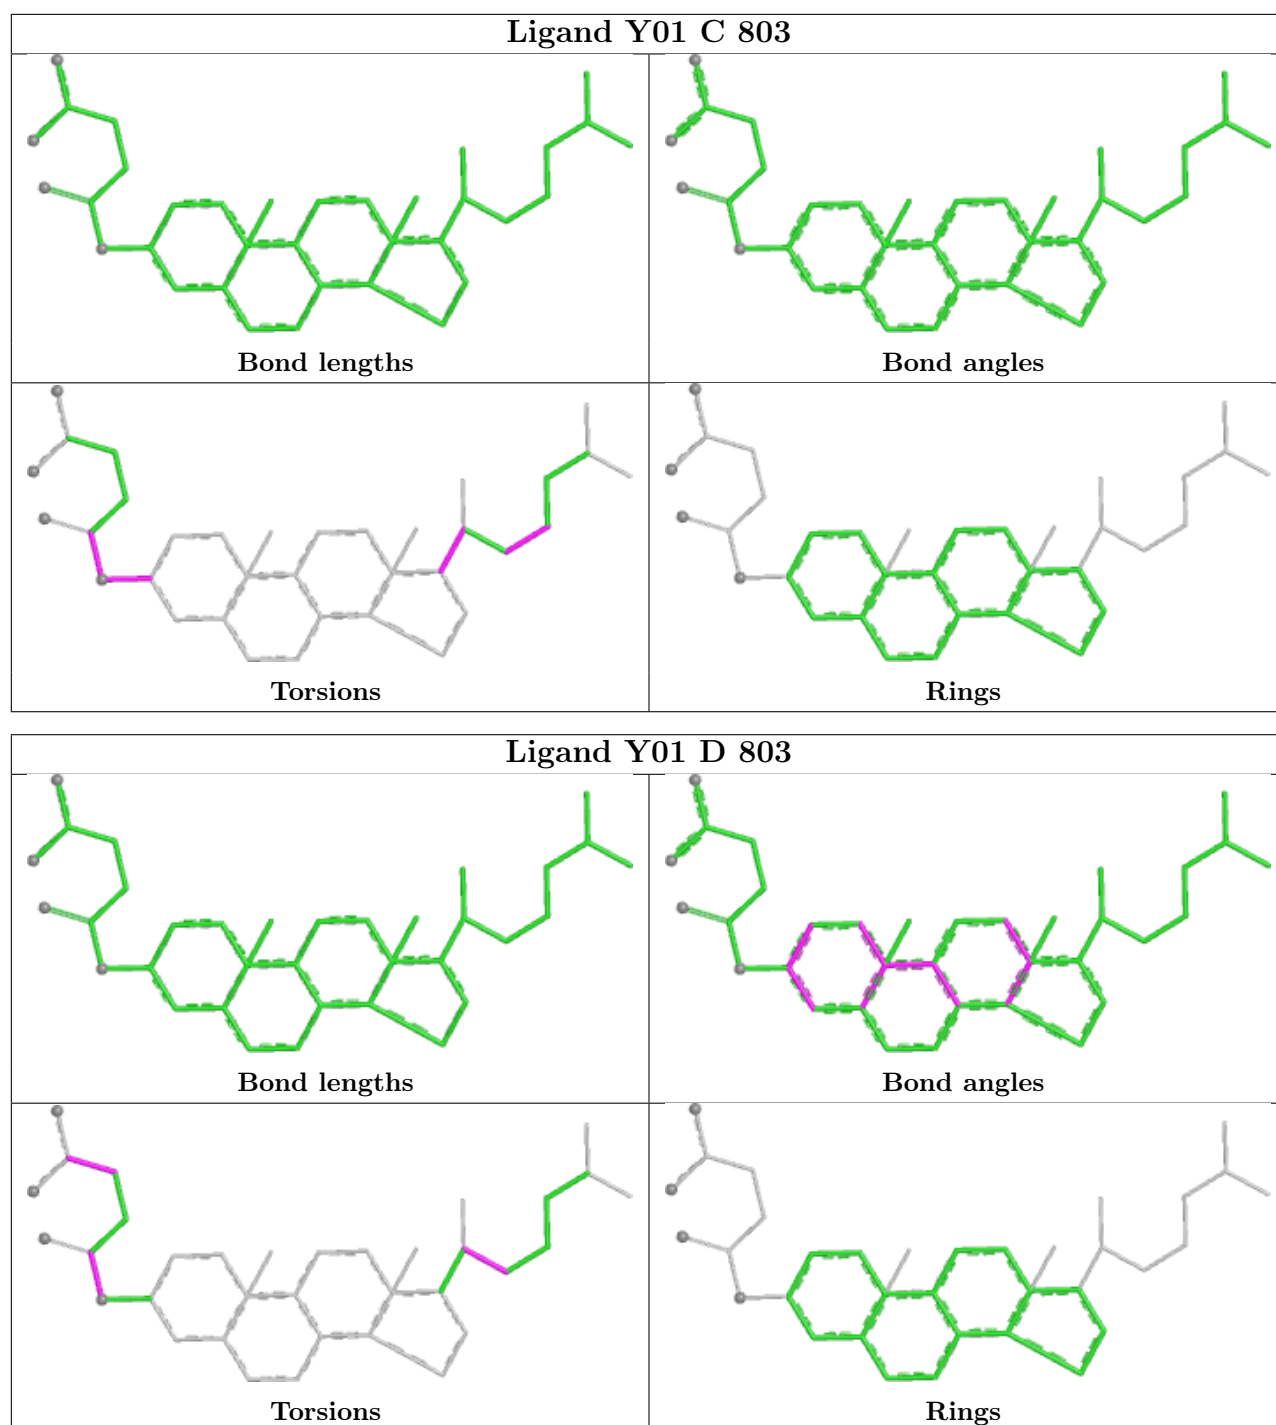 Ligand Y01 C 803
Bond lengths
Bond angles
Torsions
Rings
Ligand Y01 D 803
Bond lengths
Bond angles
Torsions
Rings